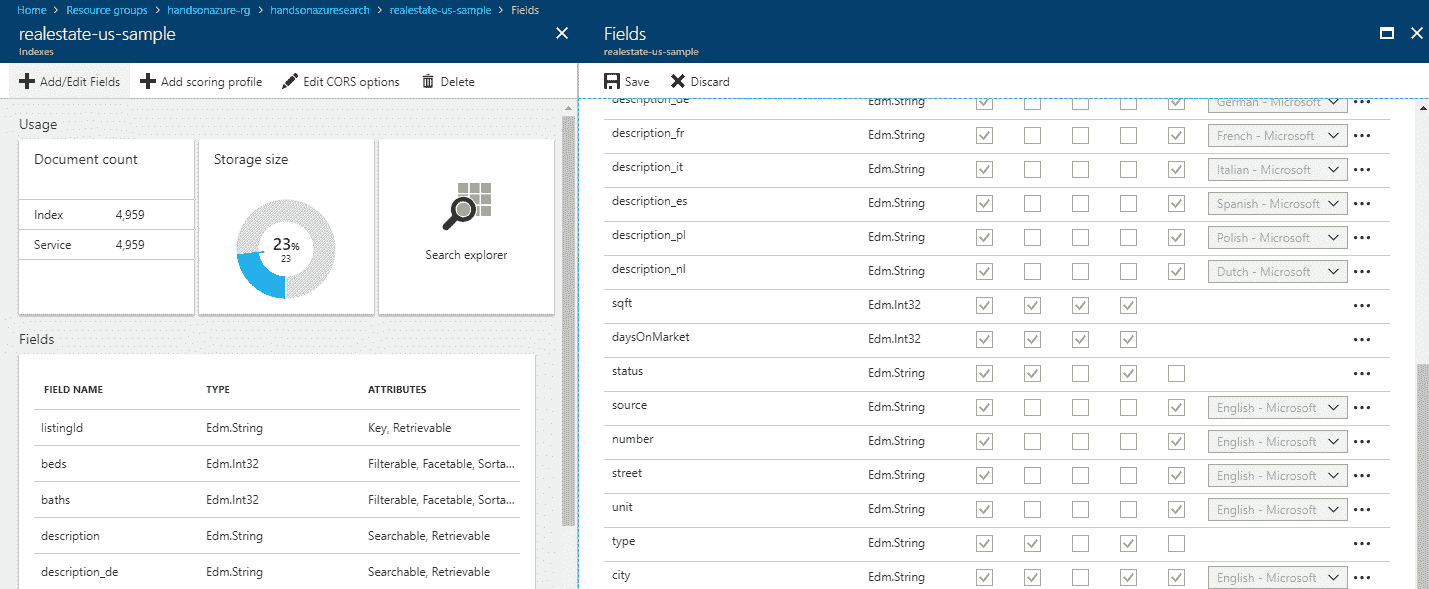 Home > Resource groups > handsonazure-rg > handsonazuresearch > realestate-us-sample > Fields
realestate-us-sample
Indexes
Add/Edit Fields Add scoring profile Edit CORS options Delete
Usage
Document count
Index 4,959
Service 4,959
Storage size
23%
23
Search explorer
Fields
FIELD NAME TYPE ATTRIBUTES
listingId Edm.String Key, Retrievable
beds Edm.Int32 Filterable, Facetable, Sorta...
baths Edm.Int32 Filterable, Facetable, Sorta...
description Edm.String Searchable, Retrievable
description_de Edm.String Searchable, Retrievable
Fields
realestate-us-sample
Save Discard
description_de Edm.String German - Microsoft
description_fr Edm.String French - Microsoft
description_it Edm.String Italian - Microsoft
description_es Edm.String Spanish - Microsoft
description_pl Edm.String Polish - Microsoft
description_nl Edm.String Dutch - Microsoft
sqft Edm.Int32
daysOnMarket Edm.Int32
status Edm.String
source Edm.String English - Microsoft
number Edm.String English - Microsoft
street Edm.String English - Microsoft
unit Edm.String English - Microsoft
type Edm.String
city Edm.String English - Microsoft